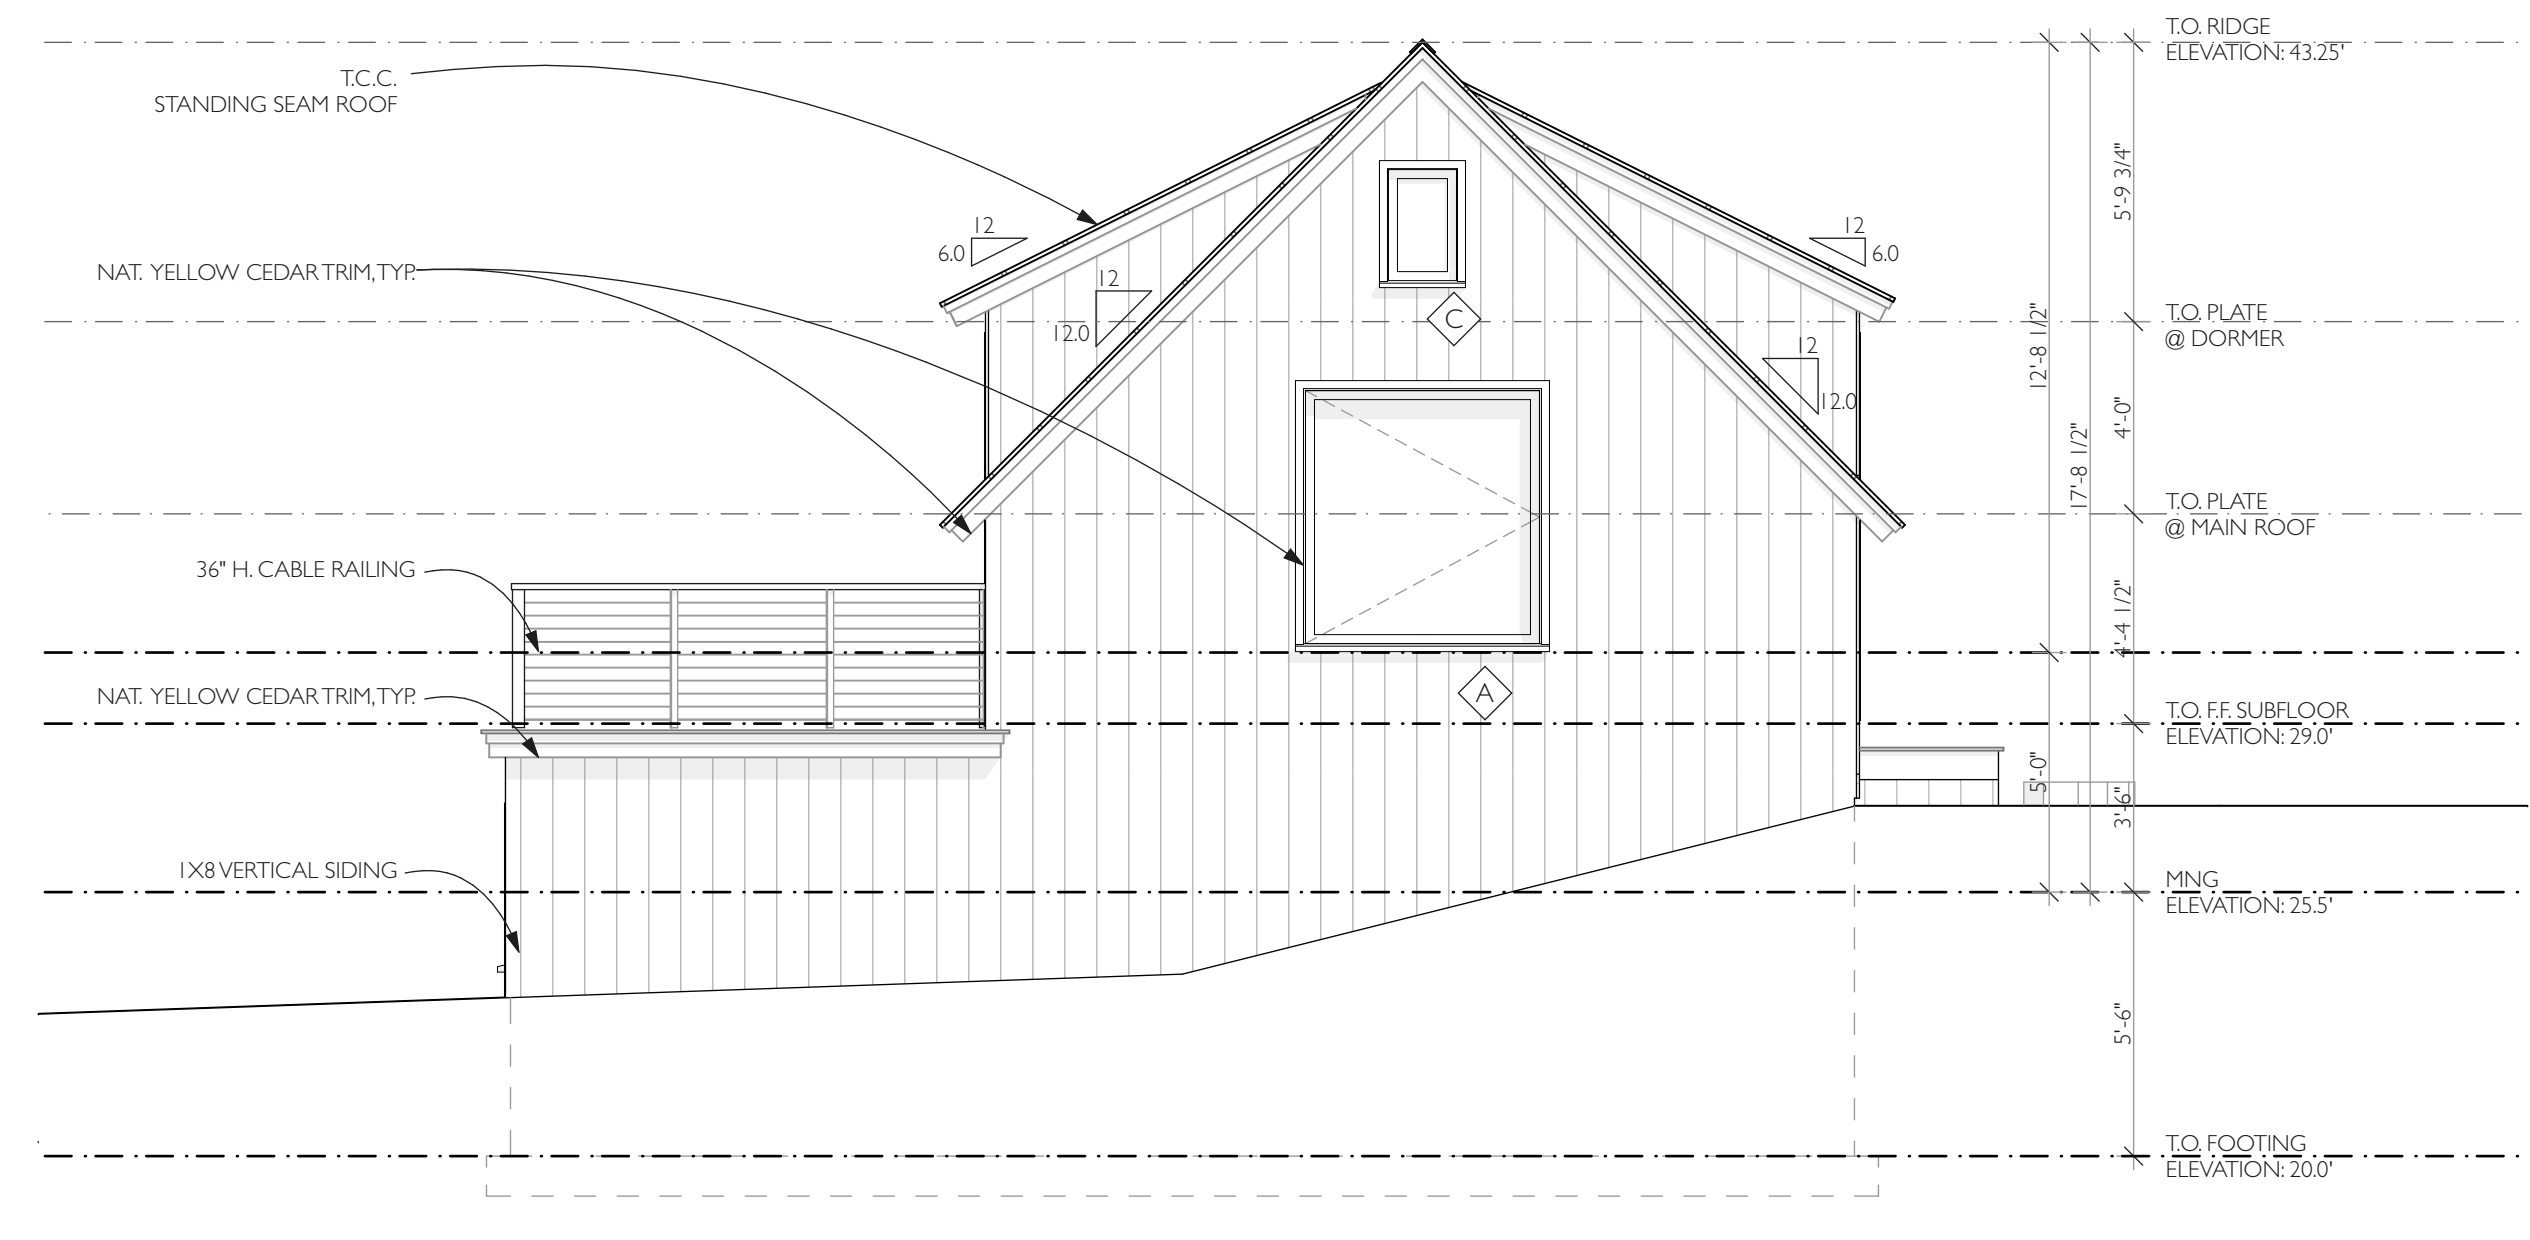 T.O. RIDGE
ELEVATION: 43.25'
T.C.C.
STANDING SEAM ROOF
5'-9 3/4"
12
6.0
12
6.0
NAT. YELLOW CEDAR TRIM, TYP.
12
12.0
C
T.O. PLATE
@ DORMER
12'-8 1/2"
12
12.0
4'-0"
17'-8 1/2"
T.O. PLATE
@ MAIN ROOF
36" H. CABLE RAILING
4'-4 1/2"
NAT. YELLOW CEDAR TRIM, TYP.
A
T.O. F.F. SUBFLOOR
ELEVATION: 29.0'
5'-0"
3'-6"
1X8 VERTICAL SIDING
MNG
ELEVATION: 25.5'
5'-6"
T.O. FOOTING
ELEVATION: 20.0'